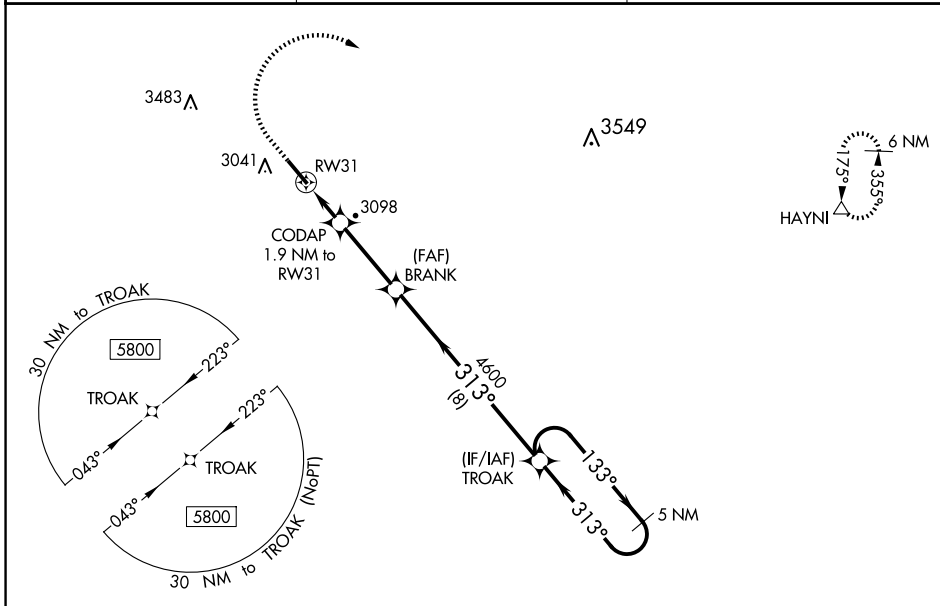 3483
3041
RW31
3549
6 NM
175°
355°
HAYNI
3098
CODAP
1.9 NM to
RW31
(FAF)
BRANK
30 NM to TROAK
5800
223°
TROAK
043°
4600
313°
(8)
223°
TROAK
043°
5800
30 NM to TROAK (NoPT)
(IF/IAF)
TROAK
133°
313°
5 NM